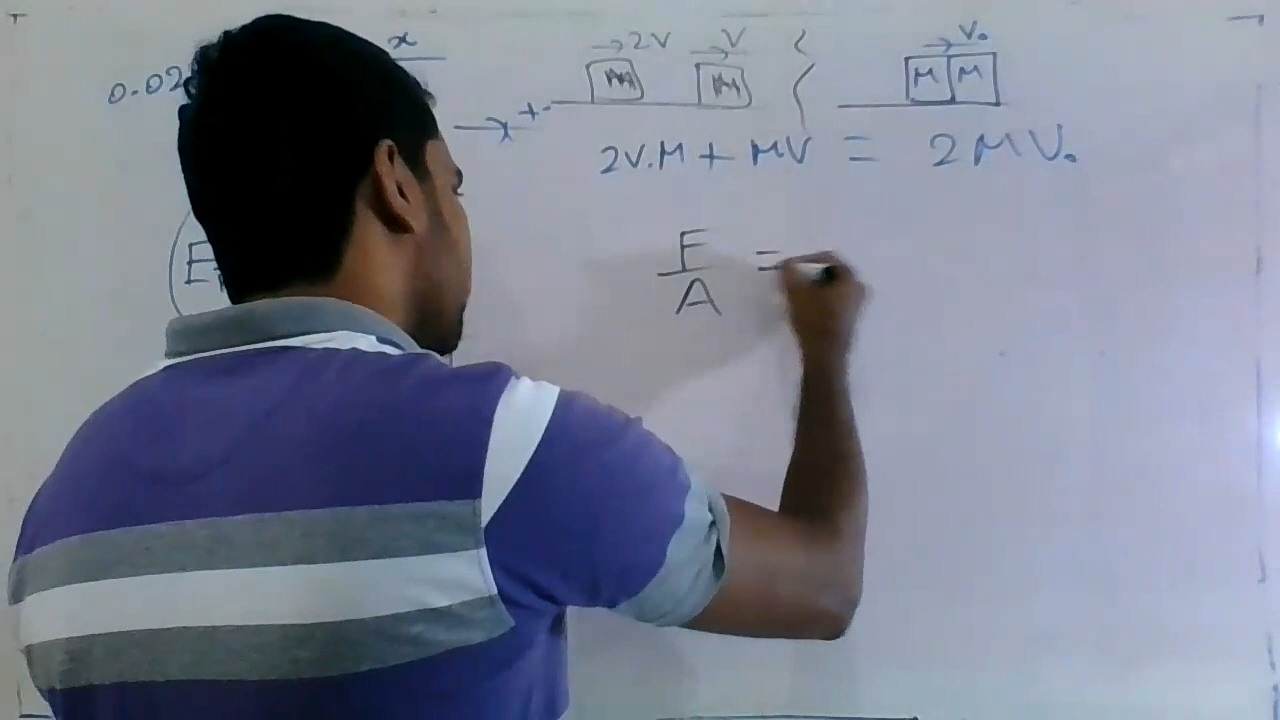 0.02
x
→ 2V
V
V₀
M
M
M M
→ x⁺
2V.M + MV = 2MV₀
F/A =
E